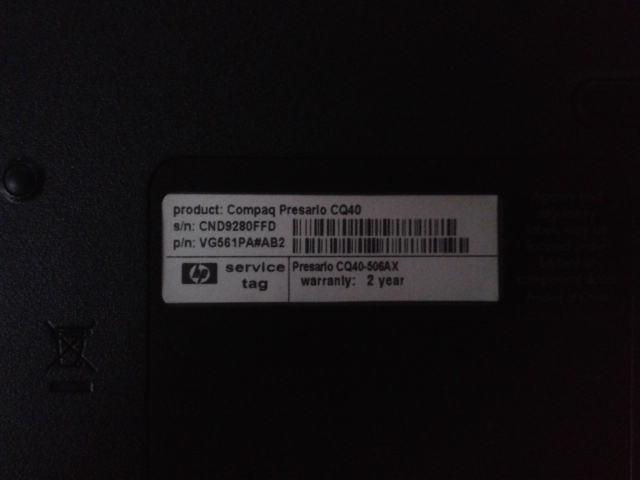 product: Compaq Presario CQ40
s/n: CND9280FFD
p/n: VG561PA#AB2
hp service tag
Presario CQ40-506AX
warranty: 2 year